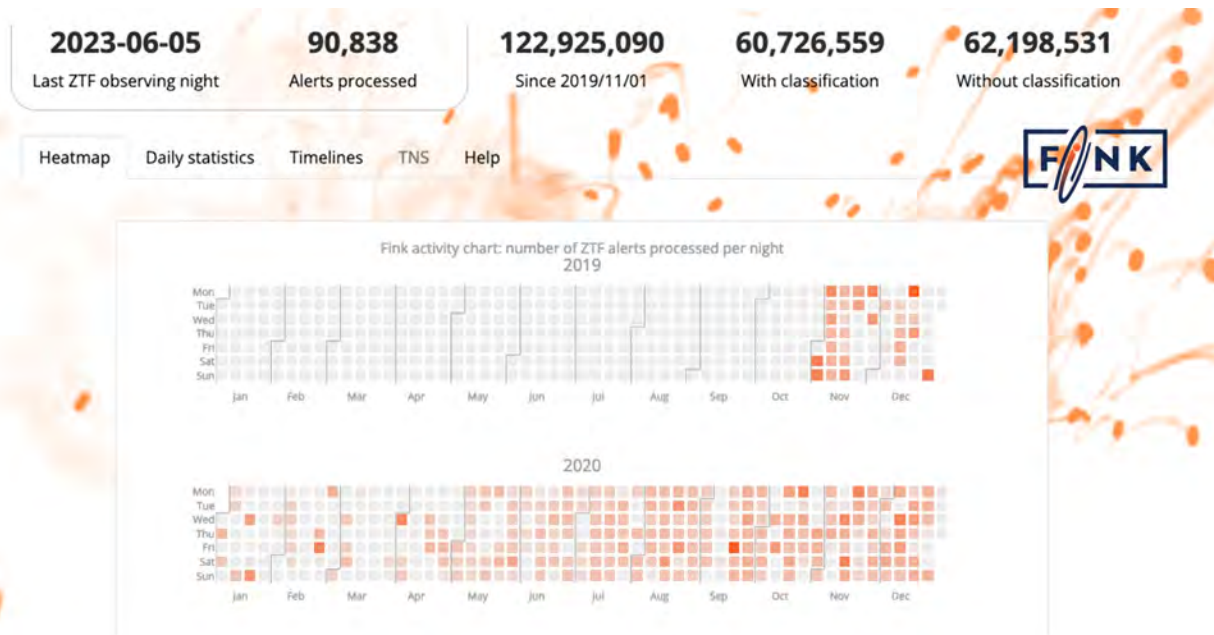 2023-06-05 90,838 122,925,090 60,726,559 62,198,531
Last ZTF observing night Alerts processed Since 2019/11/01 With classification Without classification
Heatmap Daily statistics Timelines TNS Help
FINK
Fink activity chart: number of ZTF alerts processed per night
2019
Mon
Tue
Wed
Thu
Fri
Sat
Sun
Jan Feb Mar Apr May Jun Jul Aug Sep Oct Nov Dec
2020
Mon
Tue
Wed
Thu
Fri
Sat
Sun
Jan Feb Mar Apr May Jun Jul Aug Sep Oct Nov Dec